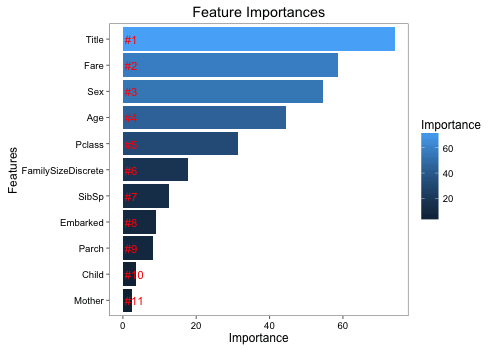 Feature Importances
Features
Title #1
Fare #2
Sex #3
Age #4
Pclass #5
FamilySizeDiscrete #6
SibSp #7
Embarked #8
Parch #9
Child #10
Mother #11
0 20 40 60
Importance
Importance
60
40
20